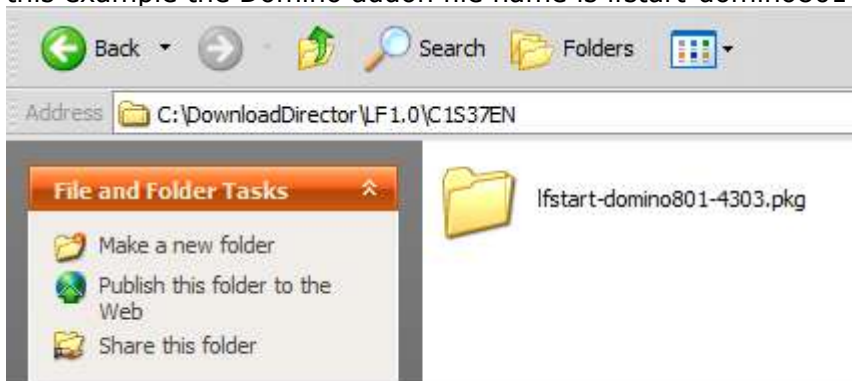 this example the Domino addon file name is lfstart-domino801
Back Search Folders
Address C:\DownloadDirector\LF1.0\C1S37EN
File and Folder Tasks
lfstart-domino801-4303.pkg
Make a new folder
Publish this folder to the
Web
Share this folder